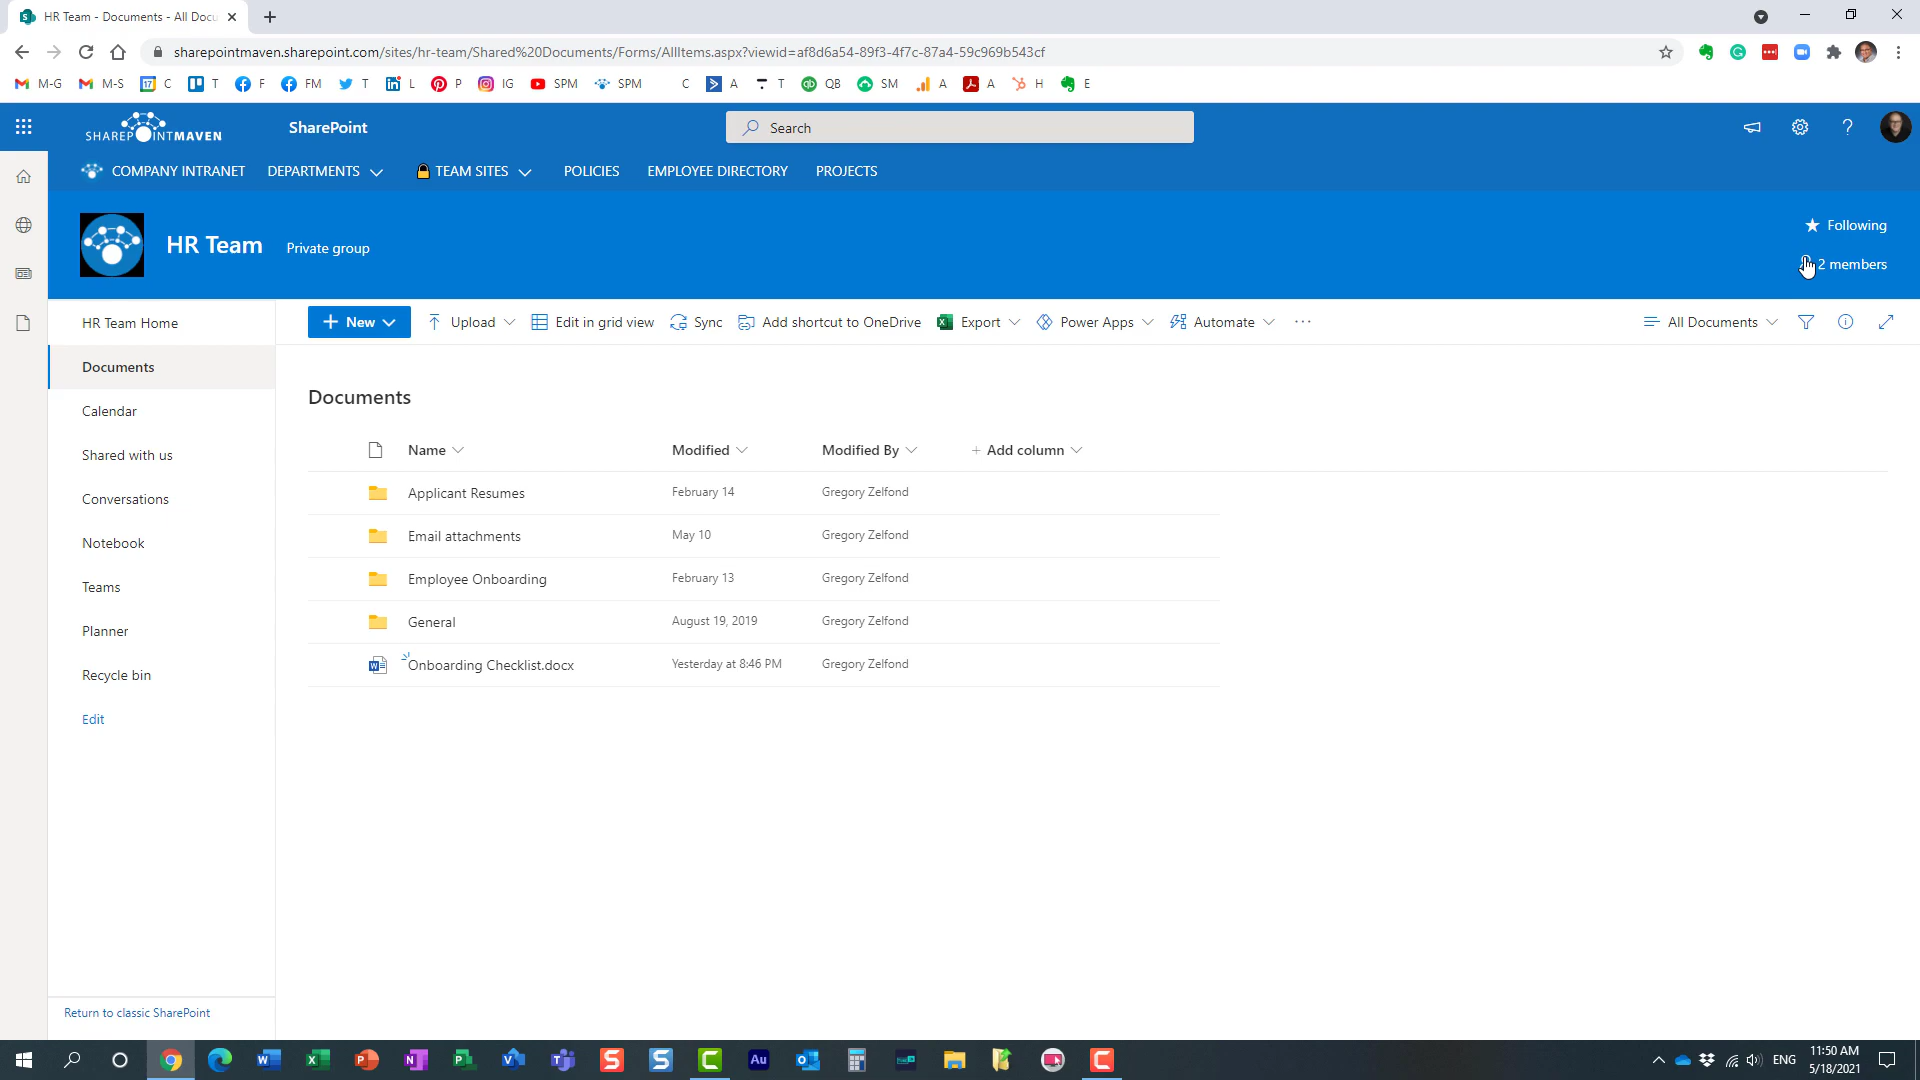 HR Team - Documents - All Docu
sharepointmaven.sharepoint.com/sites/hr-team/Shared%20Documents/Forms/AllItems.aspx?viewid=af8d6a54-89f3-4f7c-87a4-59c969b543cf
M-G M-S C T F FM T L P IG SPM SPM C A T QB SM A A H E
SHAREPOINTMAVEN SharePoint Search
COMPANY INTRANET DEPARTMENTS TEAM SITES POLICIES EMPLOYEE DIRECTORY PROJECTS
HR Team Private group
Following
2 members
New Upload Edit in grid view Sync Add shortcut to OneDrive Export Power Apps Automate ··· All Documents
HR Team Home
Documents
Calendar
Shared with us
Conversations
Notebook
Teams
Planner
Recycle bin
Edit
Return to classic SharePoint
Documents
Name Modified Modified By + Add column
Applicant Resumes February 14 Gregory Zelfond
Email attachments May 10 Gregory Zelfond
Employee Onboarding February 13 Gregory Zelfond
General August 19, 2019 Gregory Zelfond
Onboarding Checklist.docx Yesterday at 8:46 PM Gregory Zelfond
ENG
11:50 AM
5/18/2021